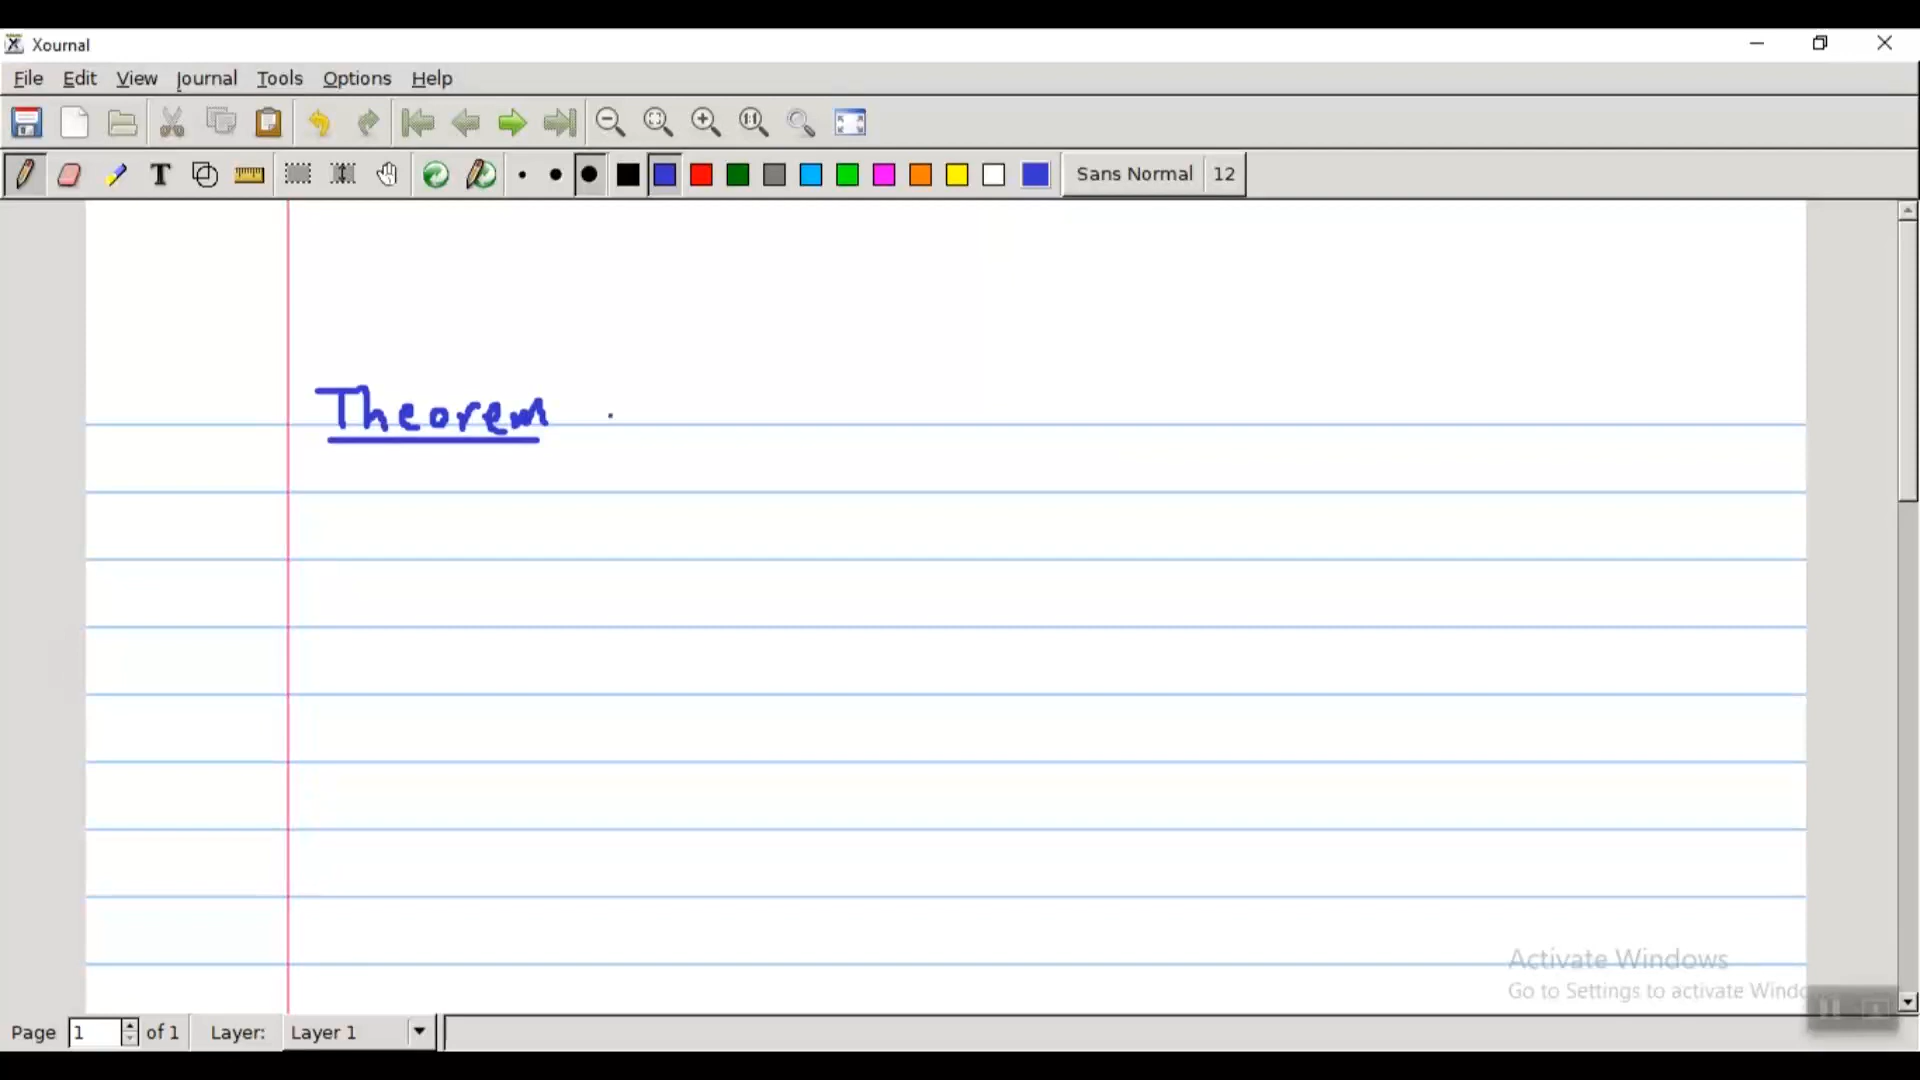 Xournal
File Edit View Journal Tools Options Help
T Sans Normal 12
Theorem
Activate Windows
Go to Settings to activate Windo
Page 1 of 1 Layer: Layer 1